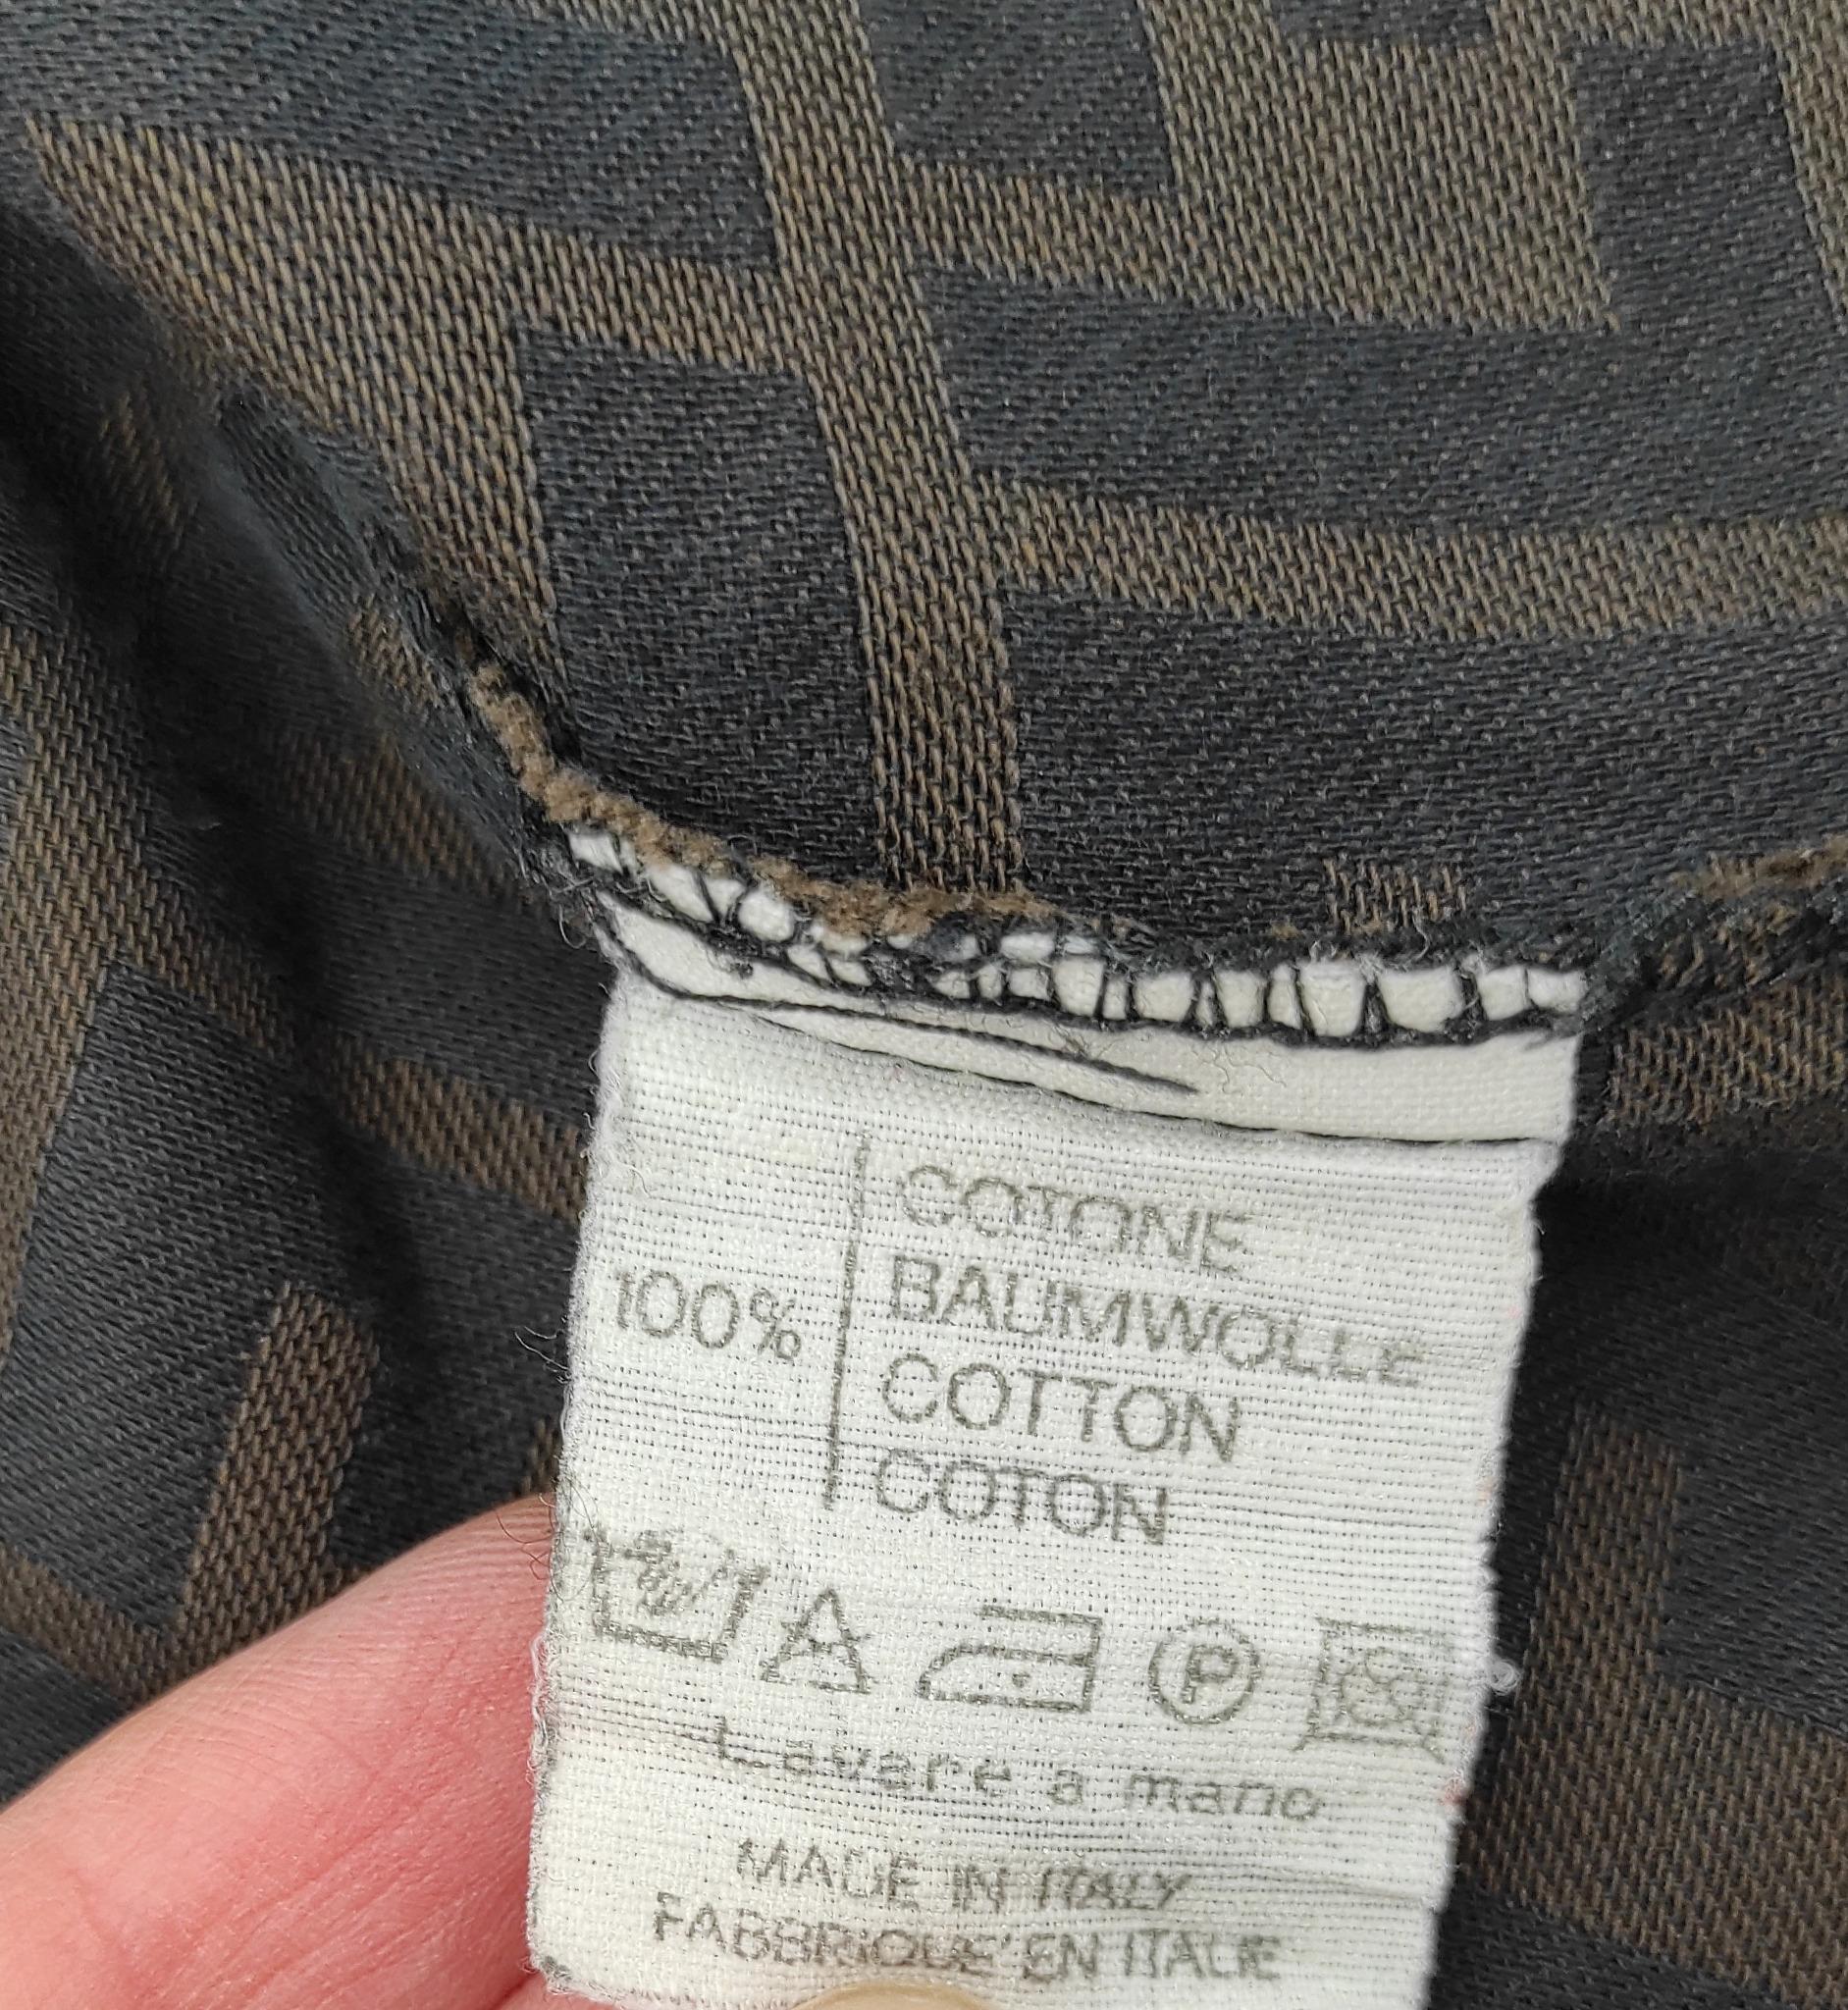 100%
COTONE
BAUMWOLLE
COTTON
COTON
P
Lavare a mano
MADE IN ITALY
FABBRIQUE' EN ITALIE